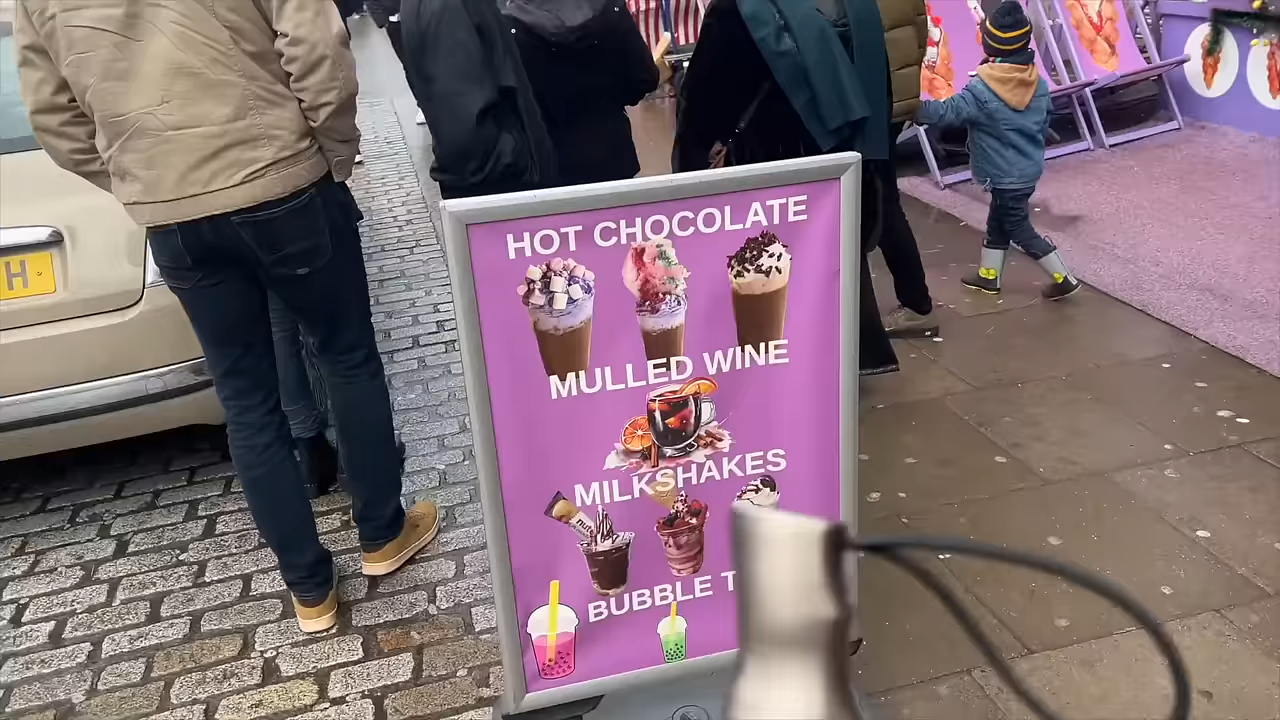 HOT CHOCOLATE
MULLED WINE
MILKSHAKES
BUBBLE
H